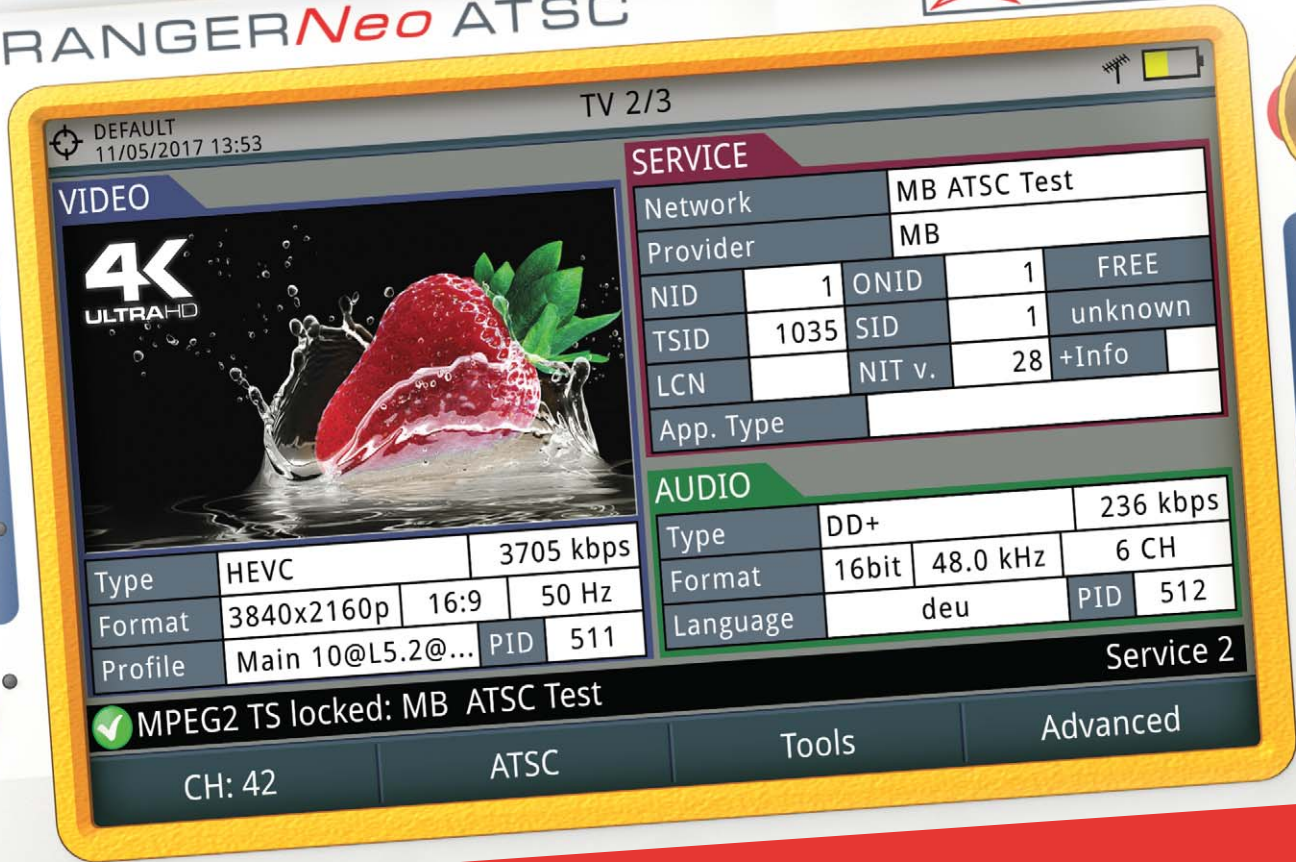 RANGERNeo ATSC
DEFAULT
11/05/2017 13:53
TV 2/3
VIDEO
4K
ULTRAHD
Type HEVC 3705 kbps
Format 3840x2160p 16:9 50 Hz
Profile Main 10@L5.2@... PID 511
SERVICE
Network MB ATSC Test
Provider MB
NID 1 ONID 1 FREE
TSID 1035 SID 1 unknown
LCN NIT v. 28 +Info
App. Type
AUDIO
Type DD+ 236 kbps
Format 16bit 48.0 kHz 6 CH
Language deu PID 512
MPEG2 TS locked: MB ATSC Test Service 2
CH: 42 ATSC Tools Advanced